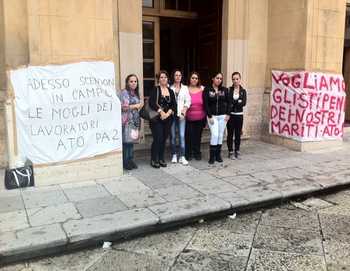 ADESSO SCENDONO
IN CAMPO
LE MOGLI DEI
LAVORATORI
ATO PA2
VOGLIAMO
GLI STIPENDI
DEI NOSTRI
MARITI: ATO